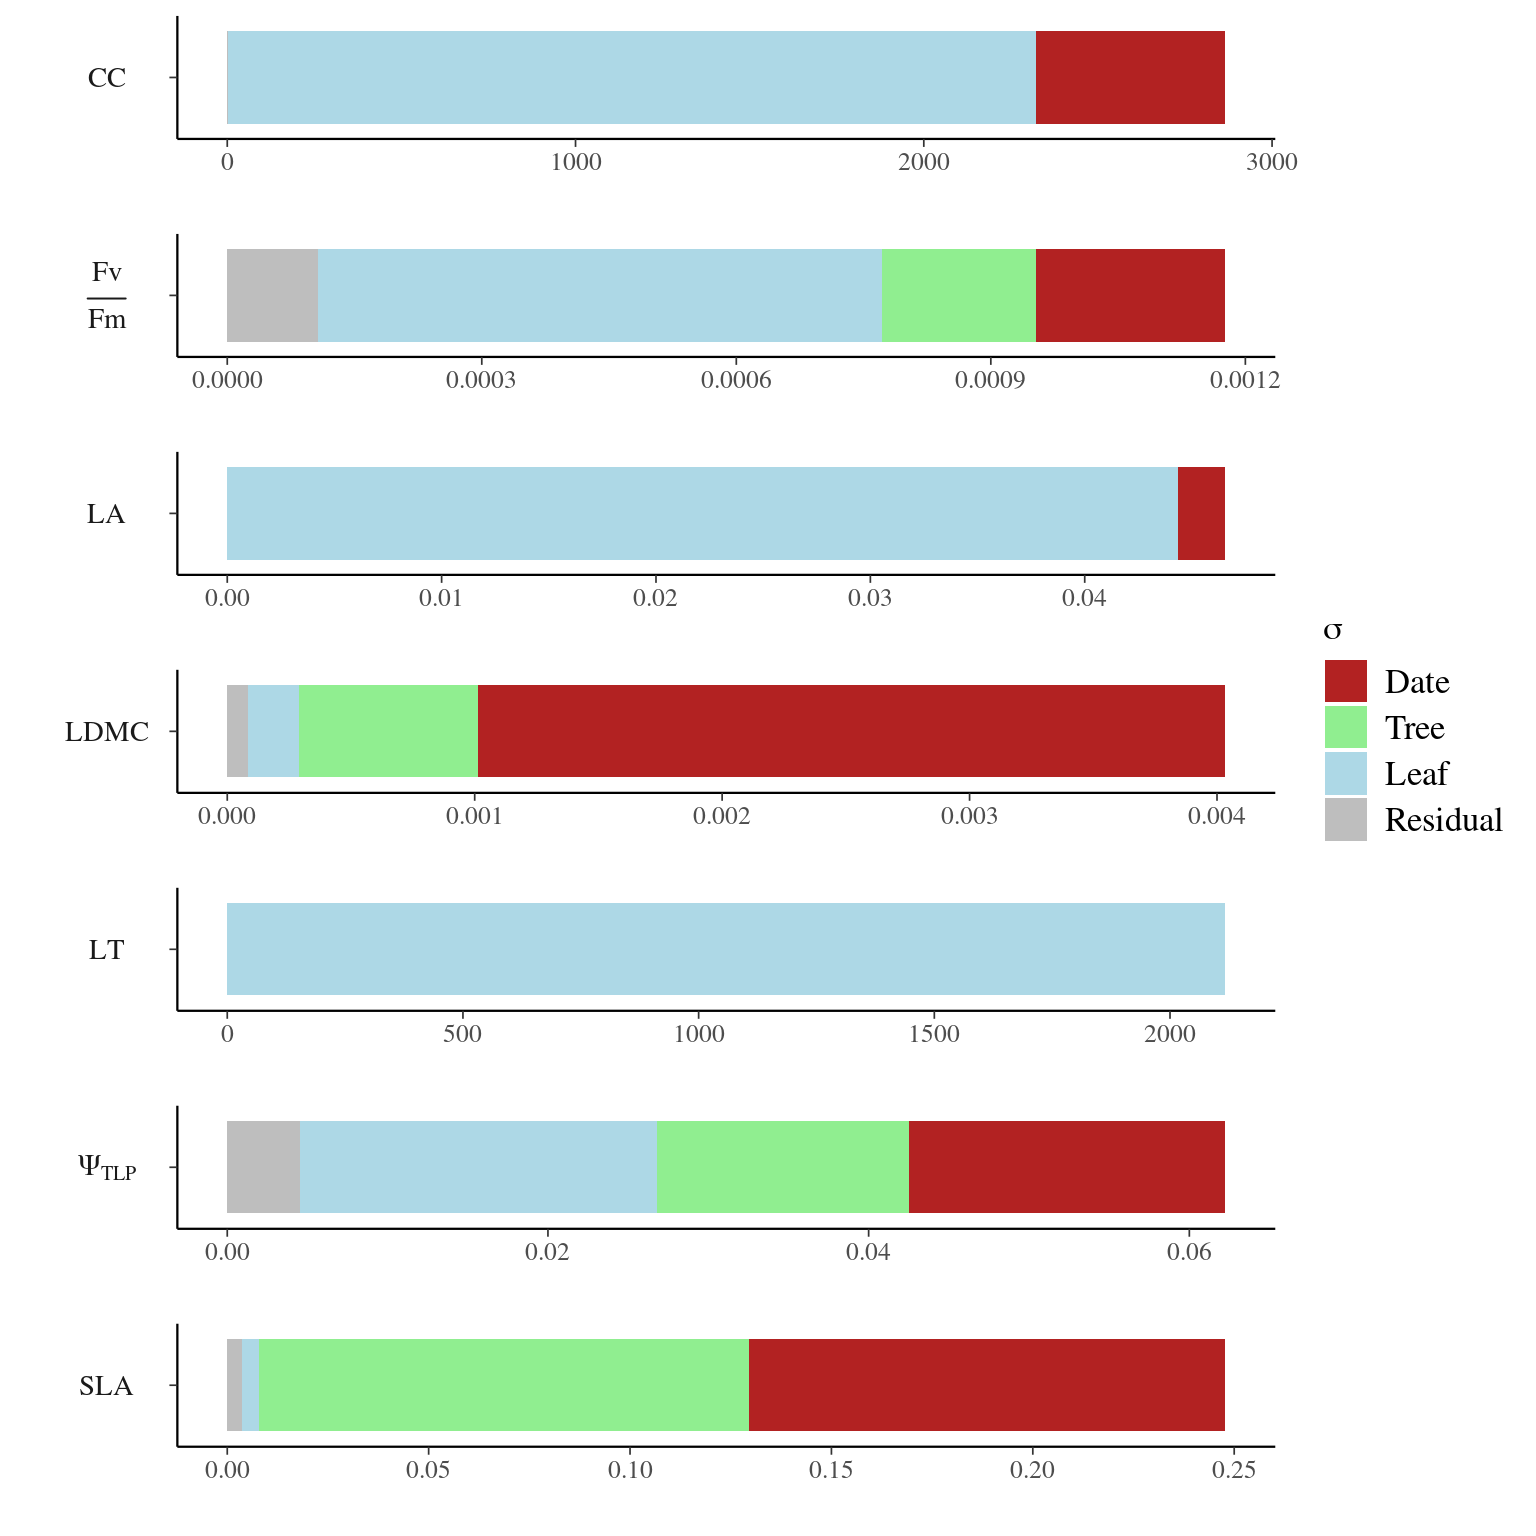 CC
0 1000 2000 3000
Fv
Fm
0.0000 0.0003 0.0006 0.0009 0.0012
LA
0.00 0.01 0.02 0.03 0.04
σ
Date
Tree
Leaf
Residual
LDMC
0.000 0.001 0.002 0.003 0.004
LT
0 500 1000 1500 2000
ΨTLP
0.00 0.02 0.04 0.06
SLA
0.00 0.05 0.10 0.15 0.20 0.25